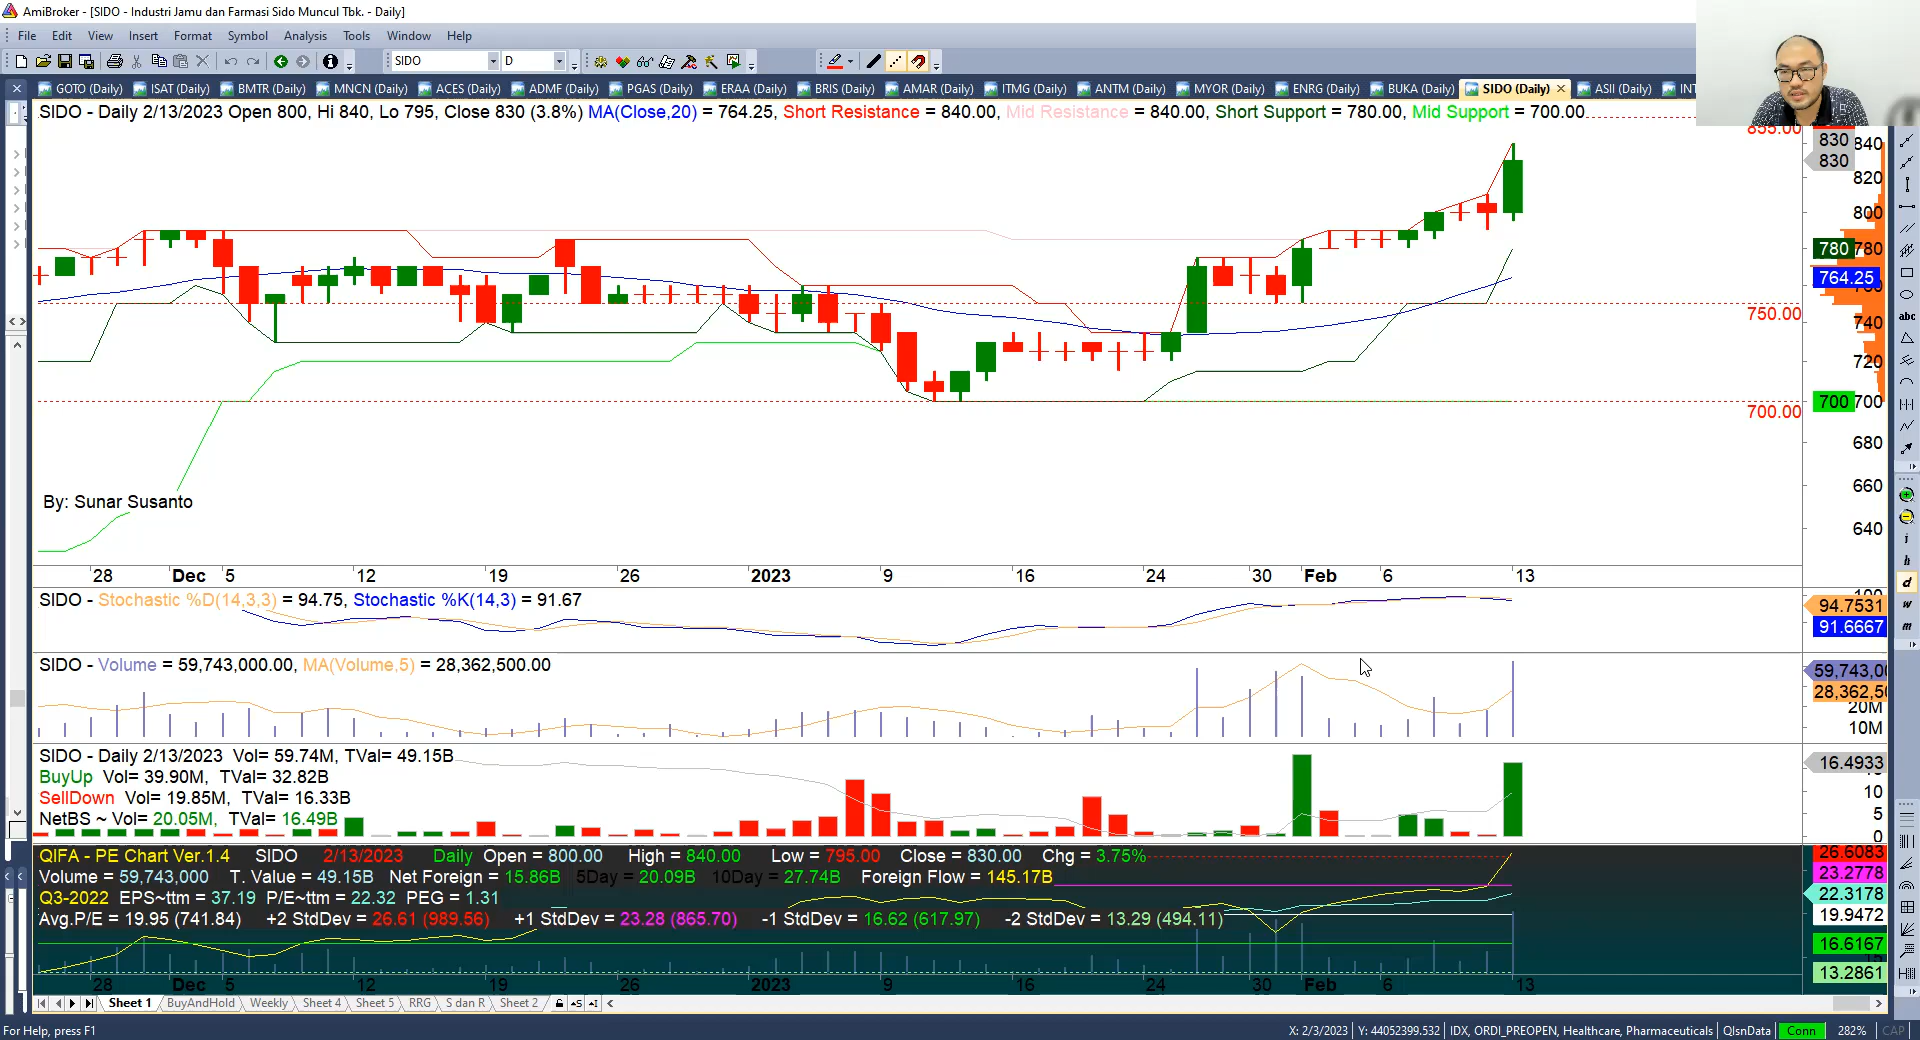 AmiBroker - [SIDO - Industri Jamu dan Farmasi Sido Muncul Tbk. - Daily]
File Edit View Insert Format Symbol Analysis Tools Window Help
SIDO D
GOTO (Daily) ISAT (Daily) BMTR (Daily) MNCN (Daily) ACES (Daily) ADMF (Daily) PGAS (Daily) ERAA (Daily) BRIS (Daily) AMAR (Daily) ITMG (Daily) ANTM (Daily) MYOR (Daily) ENRG (Daily) BUKA (Daily) SIDO (Daily) ASII (Daily) INT
SIDO - Daily 2/13/2023 Open 800, Hi 840, Lo 795, Close 830 (3.8%) MA(Close,20) = 764.25, Short Resistance = 840.00, Mid Resistance = 840.00, Short Support = 780.00, Mid Support = 700.00
855.00
830 840
830
820
800
780 780
764.25 760
750.00
740
720
700 700
700.00
680
660
640
abc
By: Sunar Susanto
28 Dec 5 12 19 26 2023 9 16 24 30 Feb 6 13
SIDO - Stochastic %D(14,3,3) = 94.75, Stochastic %K(14,3) = 91.67
100
94.7531
91.6667
i
h
d
w
m
SIDO - Volume = 59,743,000.00, MA(Volume,5) = 28,362,500.00
59,743,00
28,362,50
20M
10M
SIDO - Daily 2/13/2023 Vol= 59.74M, TVal= 49.15B
BuyUp Vol= 39.90M, TVal= 32.82B
SellDown Vol= 19.85M, TVal= 16.33B
NetBS ~ Vol= 20.05M, TVal= 16.49B
16.4933
10
5
0
QIFA - PE Chart Ver.1.4 SIDO 2/13/2023 Daily Open = 800.00 High = 840.00 Low = 795.00 Close = 830.00 Chg = 3.75%
Volume = 59,743,000 T. Value = 49.15B Net Foreign = 15.86B 5Day = 20.09B 10Day = 27.74B Foreign Flow = 145.17B
Q3-2022 EPS~ttm = 37.19 P/E~ttm = 22.32 PEG = 1.31
Avg.P/E = 19.95 (741.84) +2 StdDev = 26.61 (989.56) +1 StdDev = 23.28 (865.70) -1 StdDev = 16.62 (617.97) -2 StdDev = 13.29 (494.11)
26.6083
23.2778
22.3178
19.9472
16.6167
13.2861
28 Dec 5 12 19 26 2023 9 16 24 30 Feb 6 13
Sheet 1 BuyAndHold Weekly Sheet 4 Sheet 5 RRG S dan R Sheet 2
For Help, press F1 X: 2/3/2023 Y: 44052399.532 IDX, ORDI_PREOPEN, Healthcare, Pharmaceuticals QlsnData Conn 282% CAP